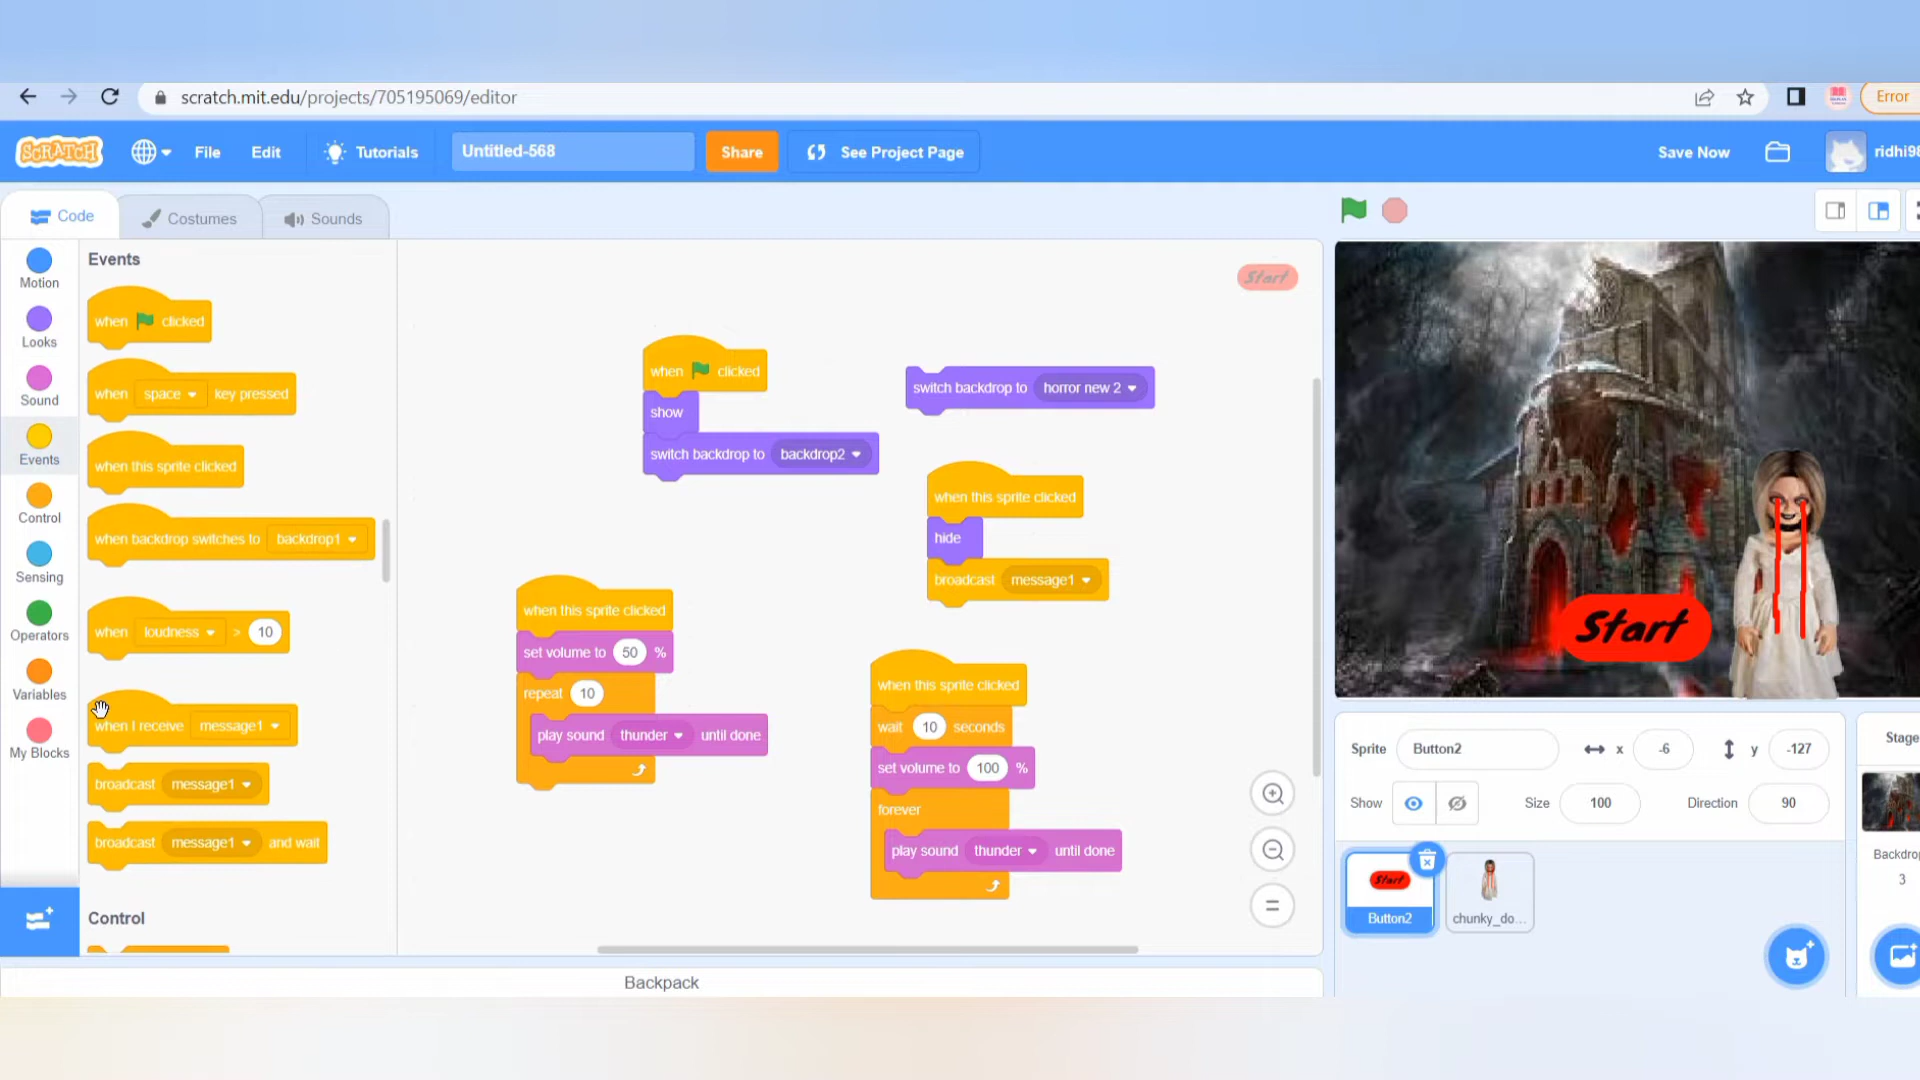 scratch.mit.edu/projects/705195069/editor
Error
SCRATCH
File
Edit
Tutorials
Untitled-568
Share
See Project Page
Save Now
ridhi98
Code
Costumes
Sounds
Motion
Looks
Sound
Events
Control
Sensing
Operators
Variables
My Blocks
Events
when clicked
when space key pressed
when this sprite clicked
when backdrop switches to backdrop1
when loudness > 10
when I receive message1
broadcast message1
broadcast message1 and wait
Control
Start
when clicked
show
switch backdrop to backdrop2
switch backdrop to horror new 2
when this sprite clicked
hide
broadcast message1
when this sprite clicked
set volume to 50 %
repeat 10
play sound thunder until done
when this sprite clicked
wait 10 seconds
set volume to 100 %
forever
play sound thunder until done
Backpack
Start
Sprite Button2 x -6 y -127
Show Size 100 Direction 90
Start
Button2
chunky_do...
Stage
Backdrop
3